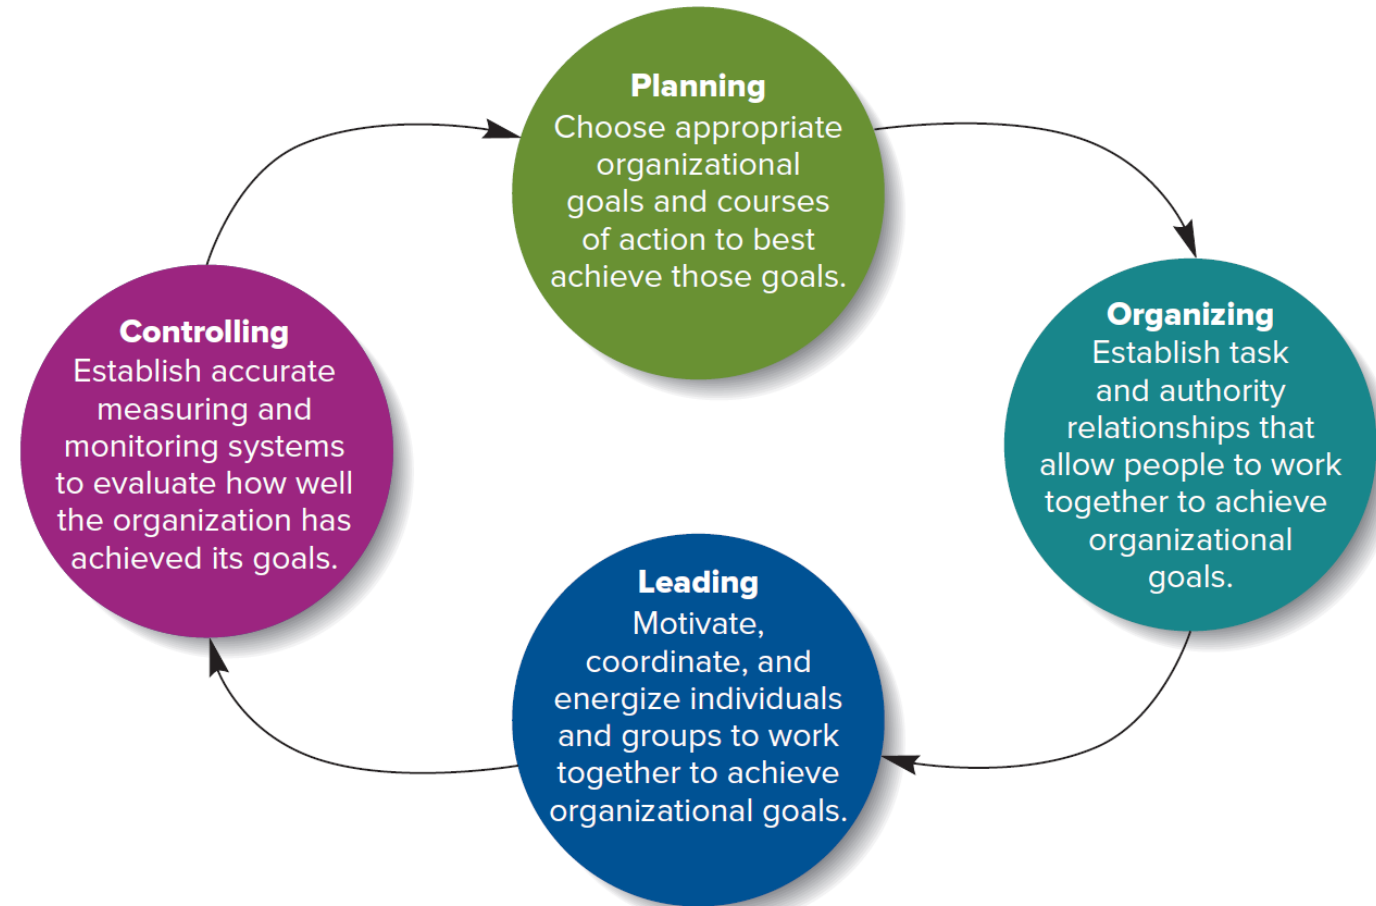 Planning
Choose appropriate
organizational
goals and courses
of action to best
achieve those goals.
Organizing
Establish task
and authority
relationships that
allow people to work
together to achieve
organizational
goals.
Leading
Motivate,
coordinate, and
energize individuals
and groups to work
together to achieve
organizational goals.
Controlling
Establish accurate
measuring and
monitoring systems
to evaluate how well
the organization has
achieved its goals.